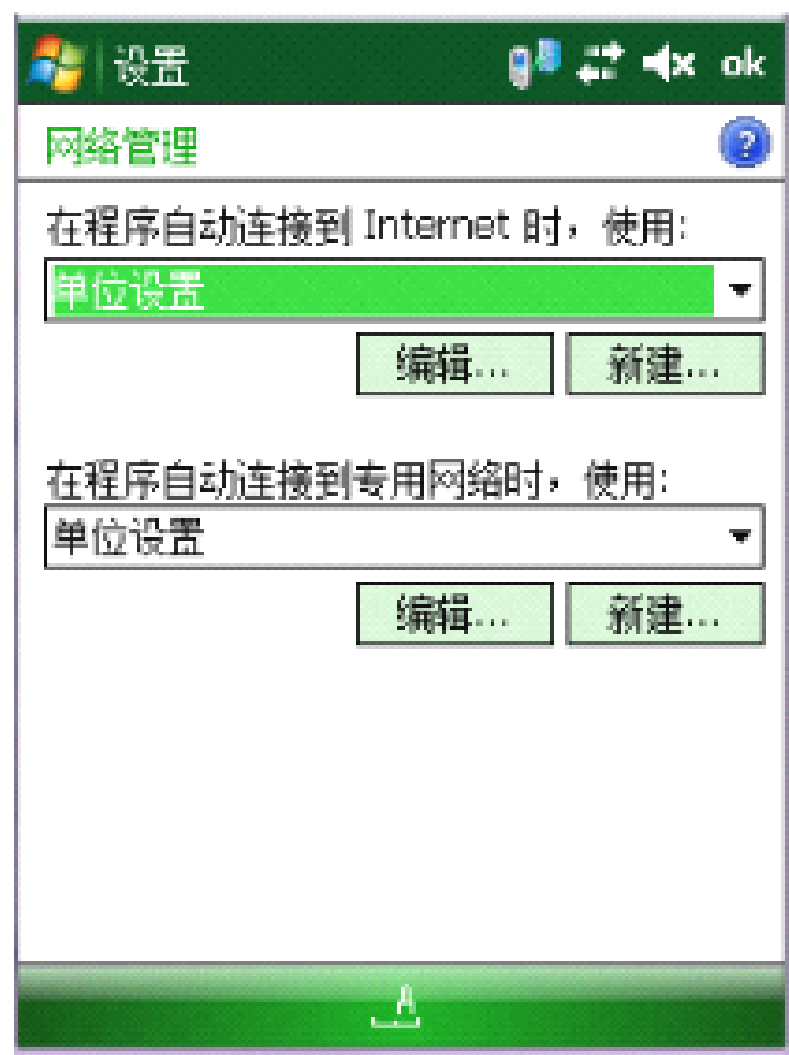 设置 ok
网络管理 ?
在程序自动连接到 Internet 时，使用:
单位设置
编辑... 新建...
在程序自动连接到专用网络时，使用:
单位设置
编辑... 新建...
A